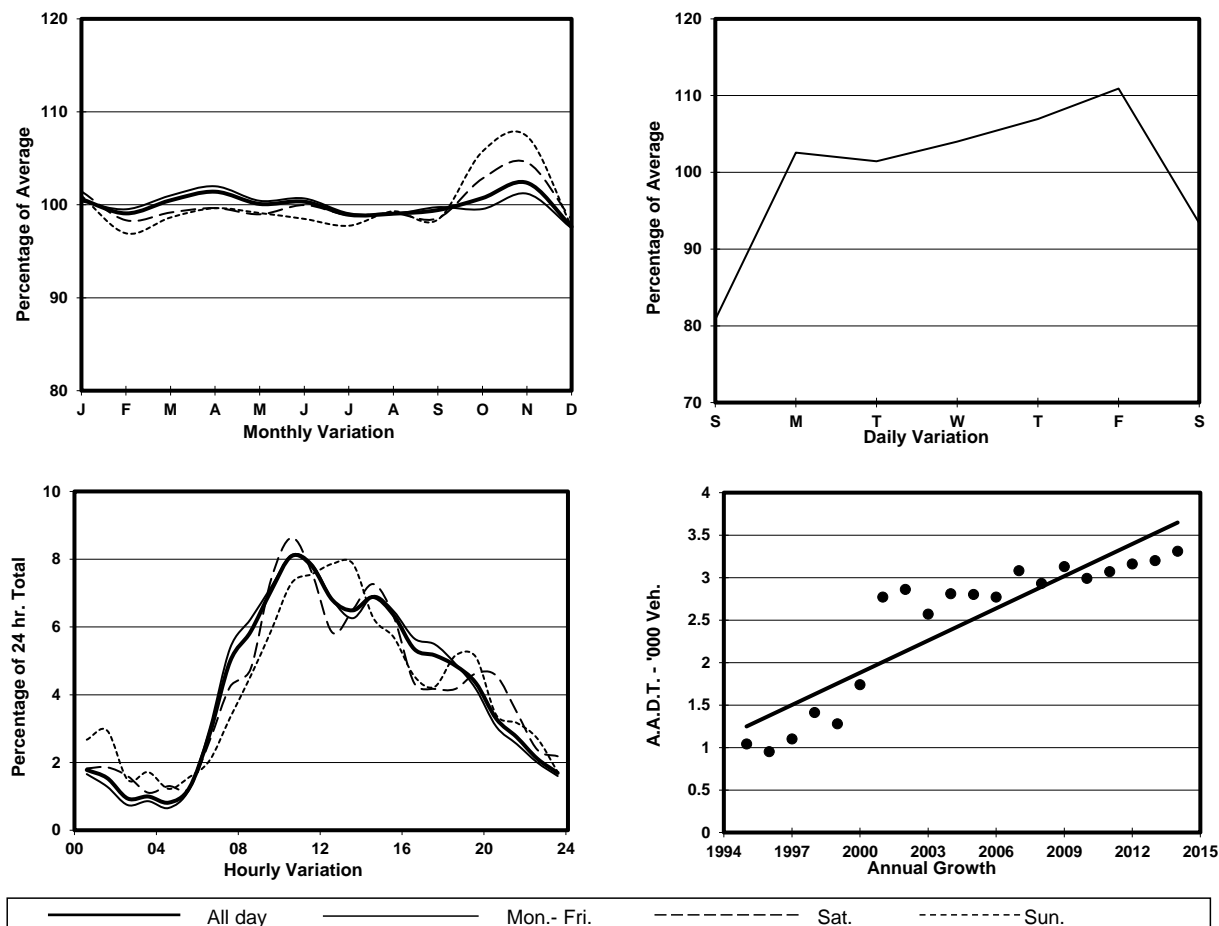 120
110
100
90
80
Percentage of Average
J F M A M J J A S O N D
Monthly Variation
120
110
100
90
80
70
Percentage of Average
S M T W T F S
Daily Variation
10
8
6
4
2
0
Percentage of 24 hr. Total
00 04 08 12 16 20 24
Hourly Variation
4
3.5
3
2.5
2
1.5
1
0.5
0
A.A.D.T. - '000 Veh.
1994 1997 2000 2003 2006 2009 2012 2015
Annual Growth
All day Mon.- Fri. Sat. Sun.